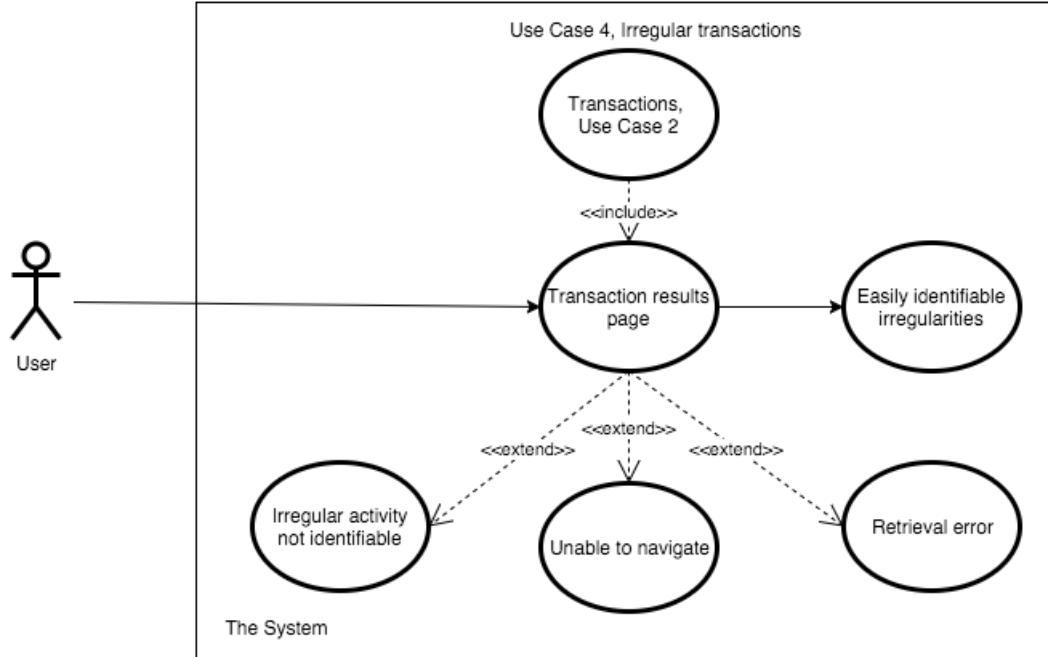 Use Case 4, Irregular transactions
Transactions,
Use Case 2
<<include>>
User
Transaction results
page
Easily identifiable
irregularities
<<extend>>
<<extend>>
<<extend>>
Irregular activity
not identifiable
Unable to navigate
Retrieval error
The System